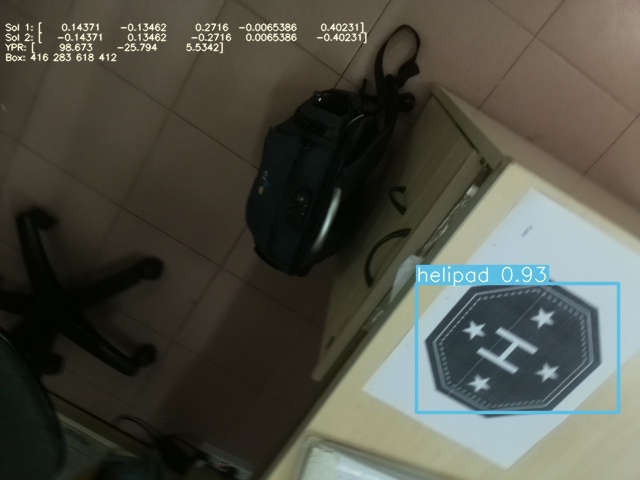 Sol 1: [ 0.14371 -0.13462 0.2716 -0.0065386 0.40231]
Sol 2: [ -0.14371 0.13462 -0.2716 0.0065386 -0.40231]
YPR: [ 98.673 -25.794 5.5342]
Box: 416 283 618 412
helipad 0.93
H